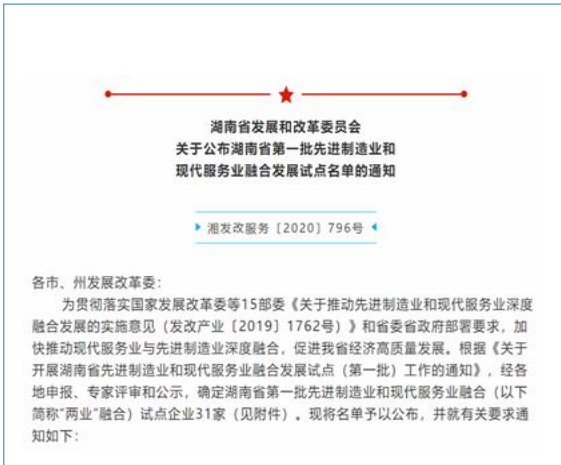 湖南省发展和改革委员会
关于公布湖南省第一批先进制造业和
现代服务业融合发展试点名单的通知
湘发改服务〔2020〕796号
各市、州发展改革委：
为贯彻落实国家发展改革委等15部委《关于推动先进制造业和现代服务业深度
融合发展的实施意见（发改产业〔2019〕1762号）》和省委省政府部署要求，加
快推动现代服务业与先进制造业深度融合，促进我省经济高质量发展。根据《关于
开展湖南省先进制造业和现代服务业融合发展试点（第一批）工作的通知》，经各
地申报、专家评审和公示，确定湖南省第一批先进制造业和现代服务业融合（以下
简称“两业”融合）试点企业31家（见附件）。现将名单予以公布，并就有关要求通
知如下：